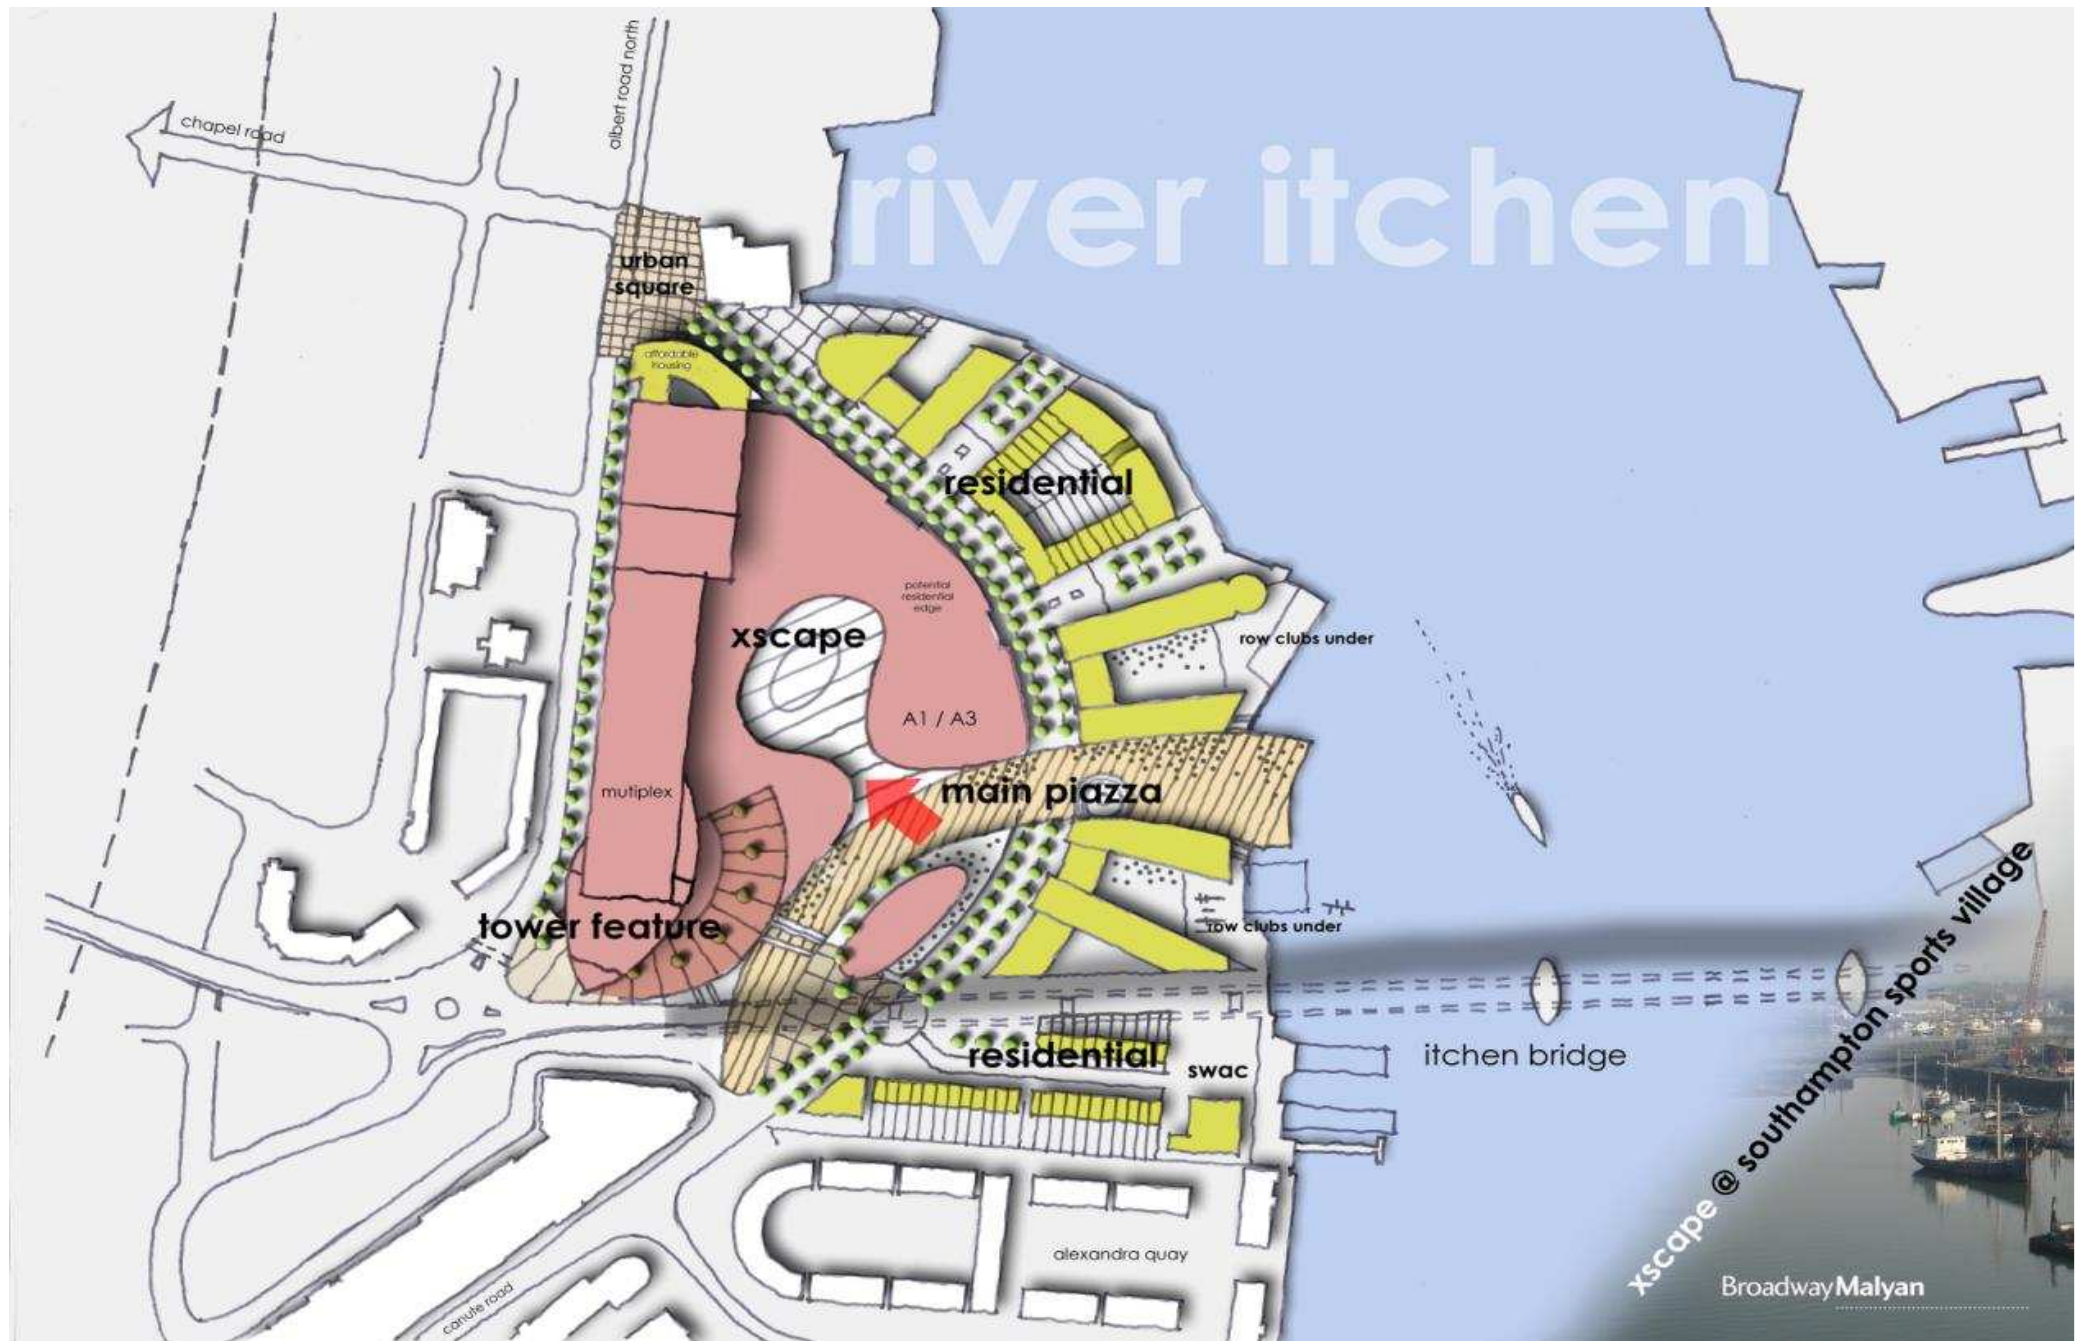 albert road north
chapel road
river itchen
urban
square
affordable
housing
residential
potential
residential
edge
xscape
row clubs under
A1 / A3
mutiplex
main piazza
tower feature
row clubs under
residential
swac
itchen bridge
alexandra quay
canute road
xscape @ southampton sports village
BroadwayMalyan